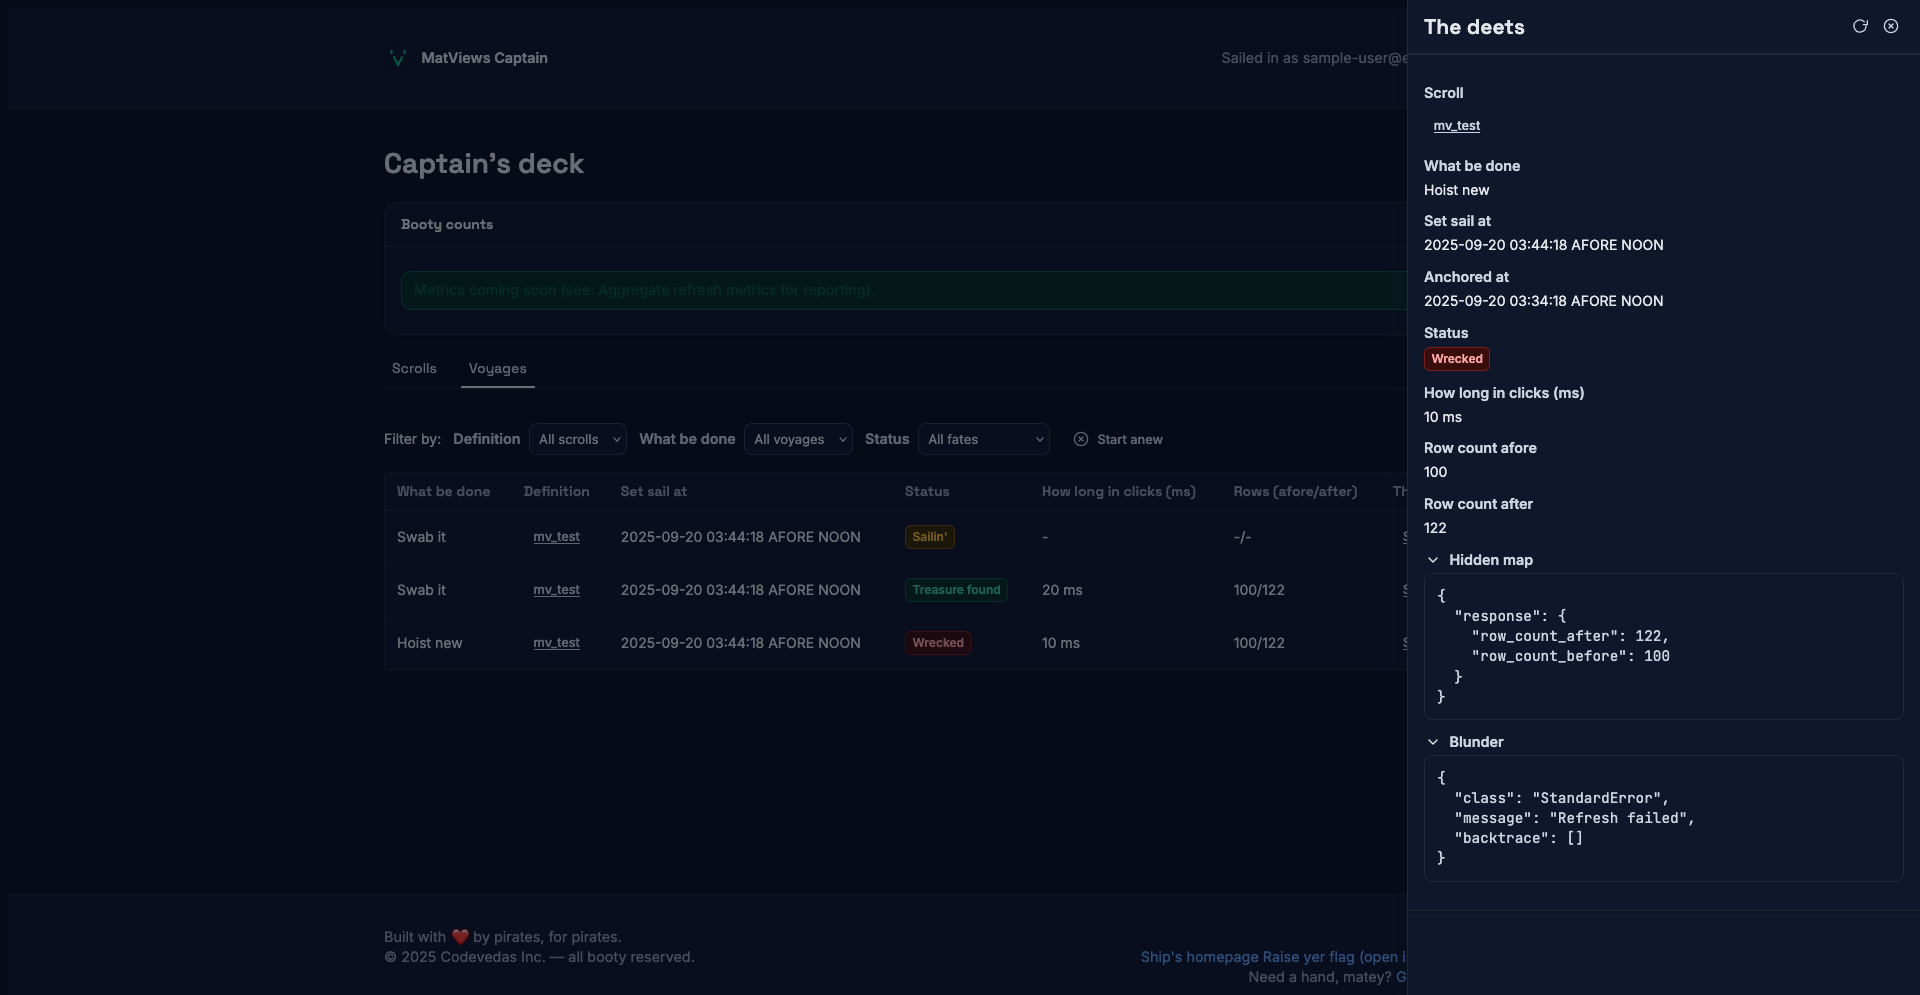 MatViews Captain
Sailed in as sample-user@e
Captain's deck
Booty counts
Metrics coming soon (see: Aggregate refresh metrics for reporting).
Scrolls Voyages
Filter by: Definition All scrolls What be done All voyages Status All fates Start anew
What be done Definition Set sail at Status How long in clicks (ms) Rows (afore/after) Th
Swab it mv_test 2025-09-20 03:44:18 AFORE NOON Sailin' - -/-
Swab it mv_test 2025-09-20 03:44:18 AFORE NOON Treasure found 20 ms 100/122
Hoist new mv_test 2025-09-20 03:44:18 AFORE NOON Wrecked 10 ms 100/122
Built with ❤️ by pirates, for pirates.
© 2025 Codevedas Inc. — all booty reserved.
Ship's homepage Raise yer flag (open i
Need a hand, matey? G
The deets
Scroll
mv_test
What be done
Hoist new
Set sail at
2025-09-20 03:44:18 AFORE NOON
Anchored at
2025-09-20 03:34:18 AFORE NOON
Status
Wrecked
How long in clicks (ms)
10 ms
Row count afore
100
Row count after
122
Hidden map
{
"response": {
"row_count_after": 122,
"row_count_before": 100
}
}
Blunder
{
"class": "StandardError",
"message": "Refresh failed",
"backtrace": []
}